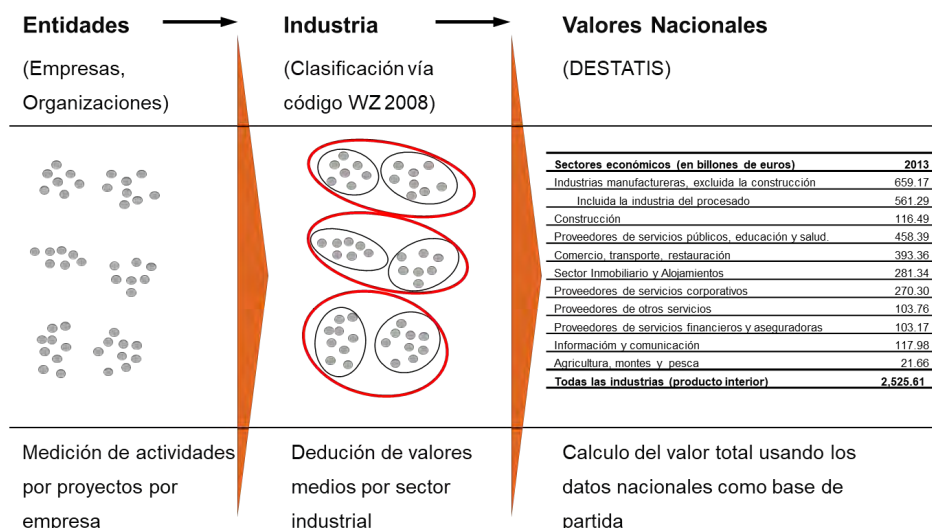 Entidades
(Empresas,
Organizaciones)
Industria
(Clasificación vía
código WZ 2008)
Valores Nacionales
(DESTATIS)
Sectores económicos (en billones de euros) 2013
Industrias manufactureras, excluida la construcción 659.17
Incluida la industria del procesado 561.29
Construcción 116.49
Proveedores de servicios públicos, educación y salud. 458.39
Comercio, transporte, restauración 393.36
Sector Inmobiliario y Alojamientos 281.34
Proveedores de servicios corporativos 270.30
Proveedores de otros servicios 103.76
Proveedores de servicios financieros y aseguradoras 103.17
Informacióm y comunicación 117.98
Agricultura, montes y pesca 21.66
Todas las industrias (producto interior) 2,525.61
Medición de actividades
por proyectos por
empresa
Dedución de valores
medios por sector
industrial
Calculo del valor total usando los
datos nacionales como base de
partida